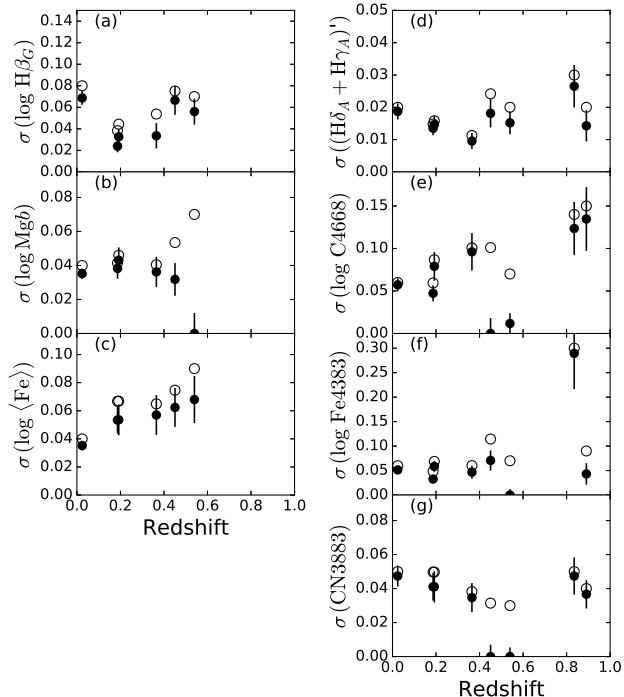 (a)
σ (log Hβ_G)
0.14
0.12
0.10
0.08
0.06
0.04
0.02
0.00
(b)
σ (log Mgb)
0.08
0.06
0.04
0.02
0.00
(c)
σ (log ⟨Fe⟩)
0.10
0.08
0.06
0.04
0.02
0.00
0.0 0.2 0.4 0.6 0.8 1.0
Redshift
(d)
σ ((Hδ_A + Hγ_A)')
0.05
0.04
0.03
0.02
0.01
0.00
(e)
σ (log C4668)
0.15
0.10
0.05
0.00
(f)
σ (log Fe4383)
0.30
0.25
0.20
0.15
0.10
0.05
0.00
(g)
σ (CN3883)
0.08
0.06
0.04
0.02
0.00
0.0 0.2 0.4 0.6 0.8 1.0
Redshift